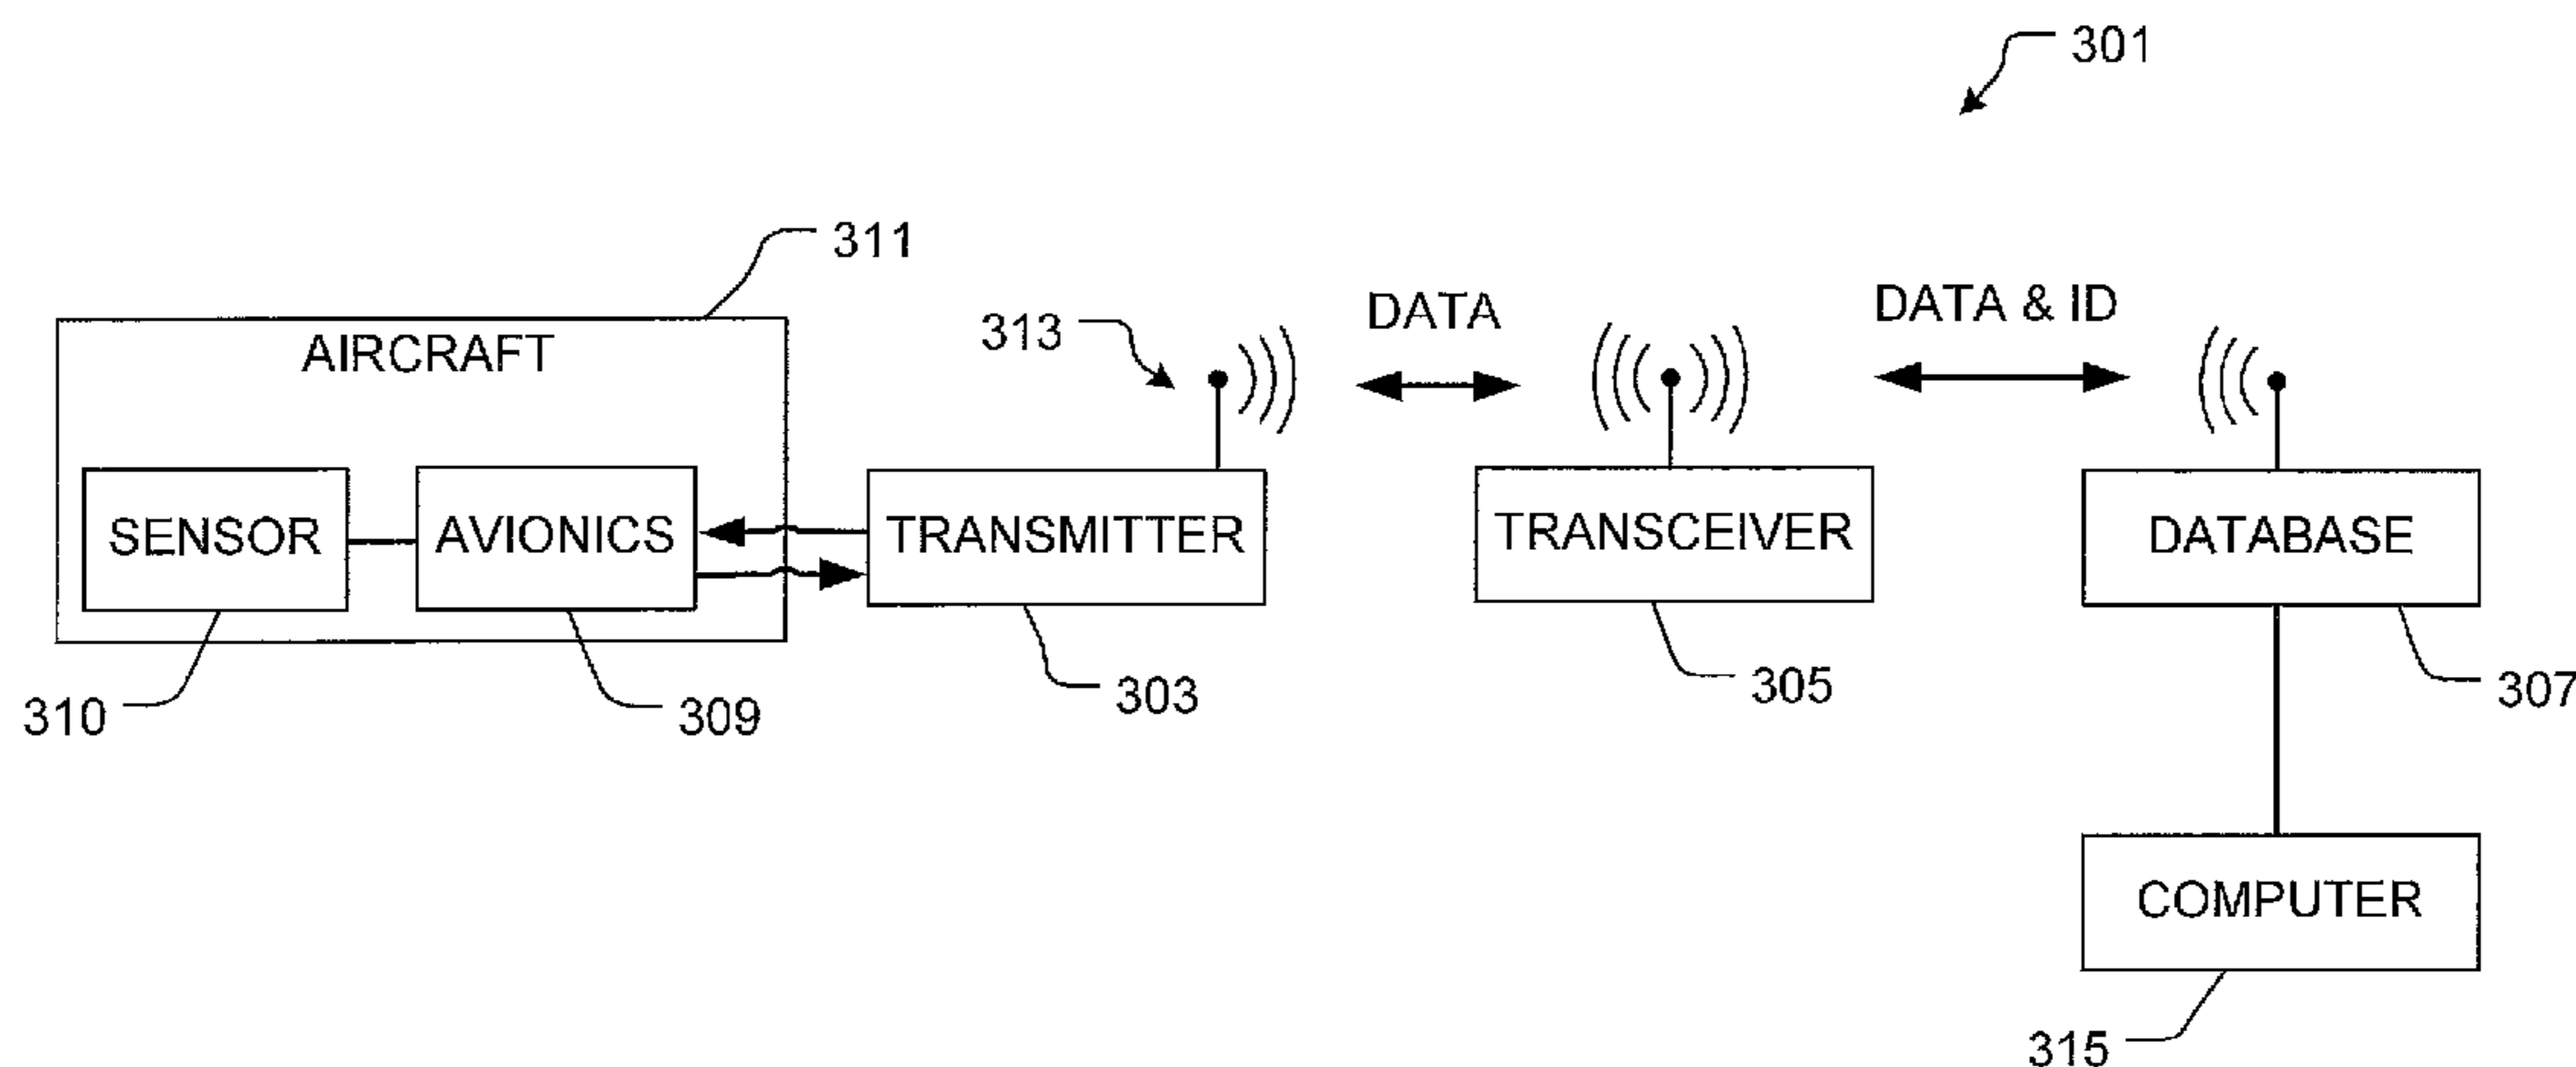 301
311
DATA & ID
313
DATA
AIRCRAFT
SENSOR
AVIONICS
TRANSMITTER
TRANSCEIVER
DATABASE
310
309
303
305
307
COMPUTER
315